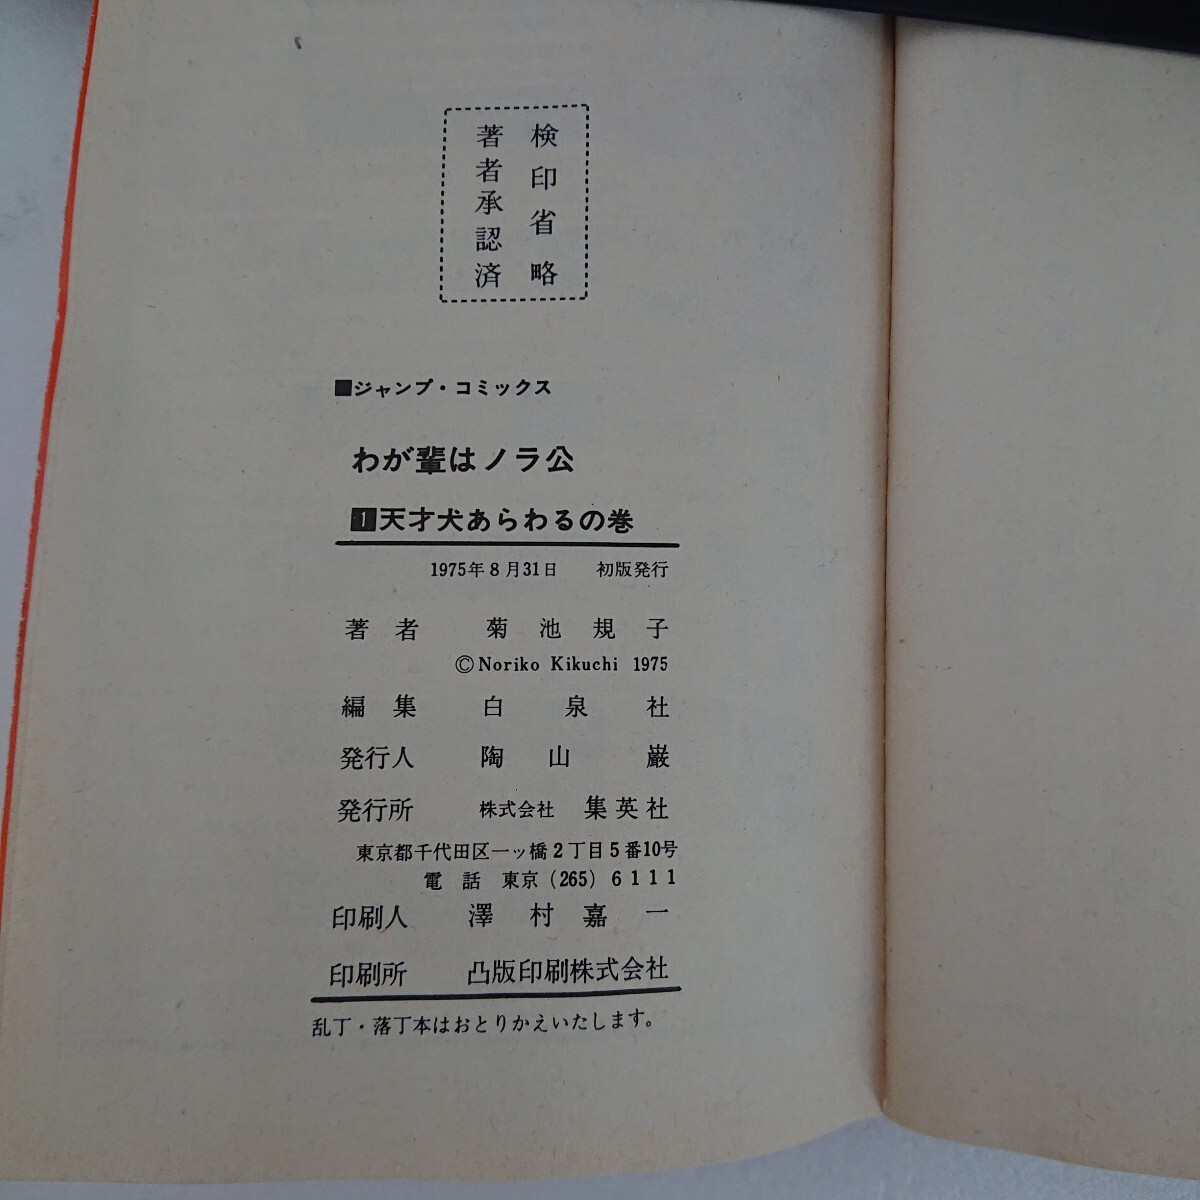 検印省略
著者承認済
■ジャンプ・コミックス
わが輩はノラ公
1天才犬あらわるの巻
1975年8月31日 初版発行
著者 菊池規子
©Noriko Kikuchi 1975
編集 白泉社
発行人 陶山巌
発行所 株式会社 集英社
東京都千代田区一ッ橋2丁目5番10号
電話 東京(265)6111
印刷人 澤村嘉一
印刷所 凸版印刷株式会社
乱丁・落丁本はおとりかえいたします。